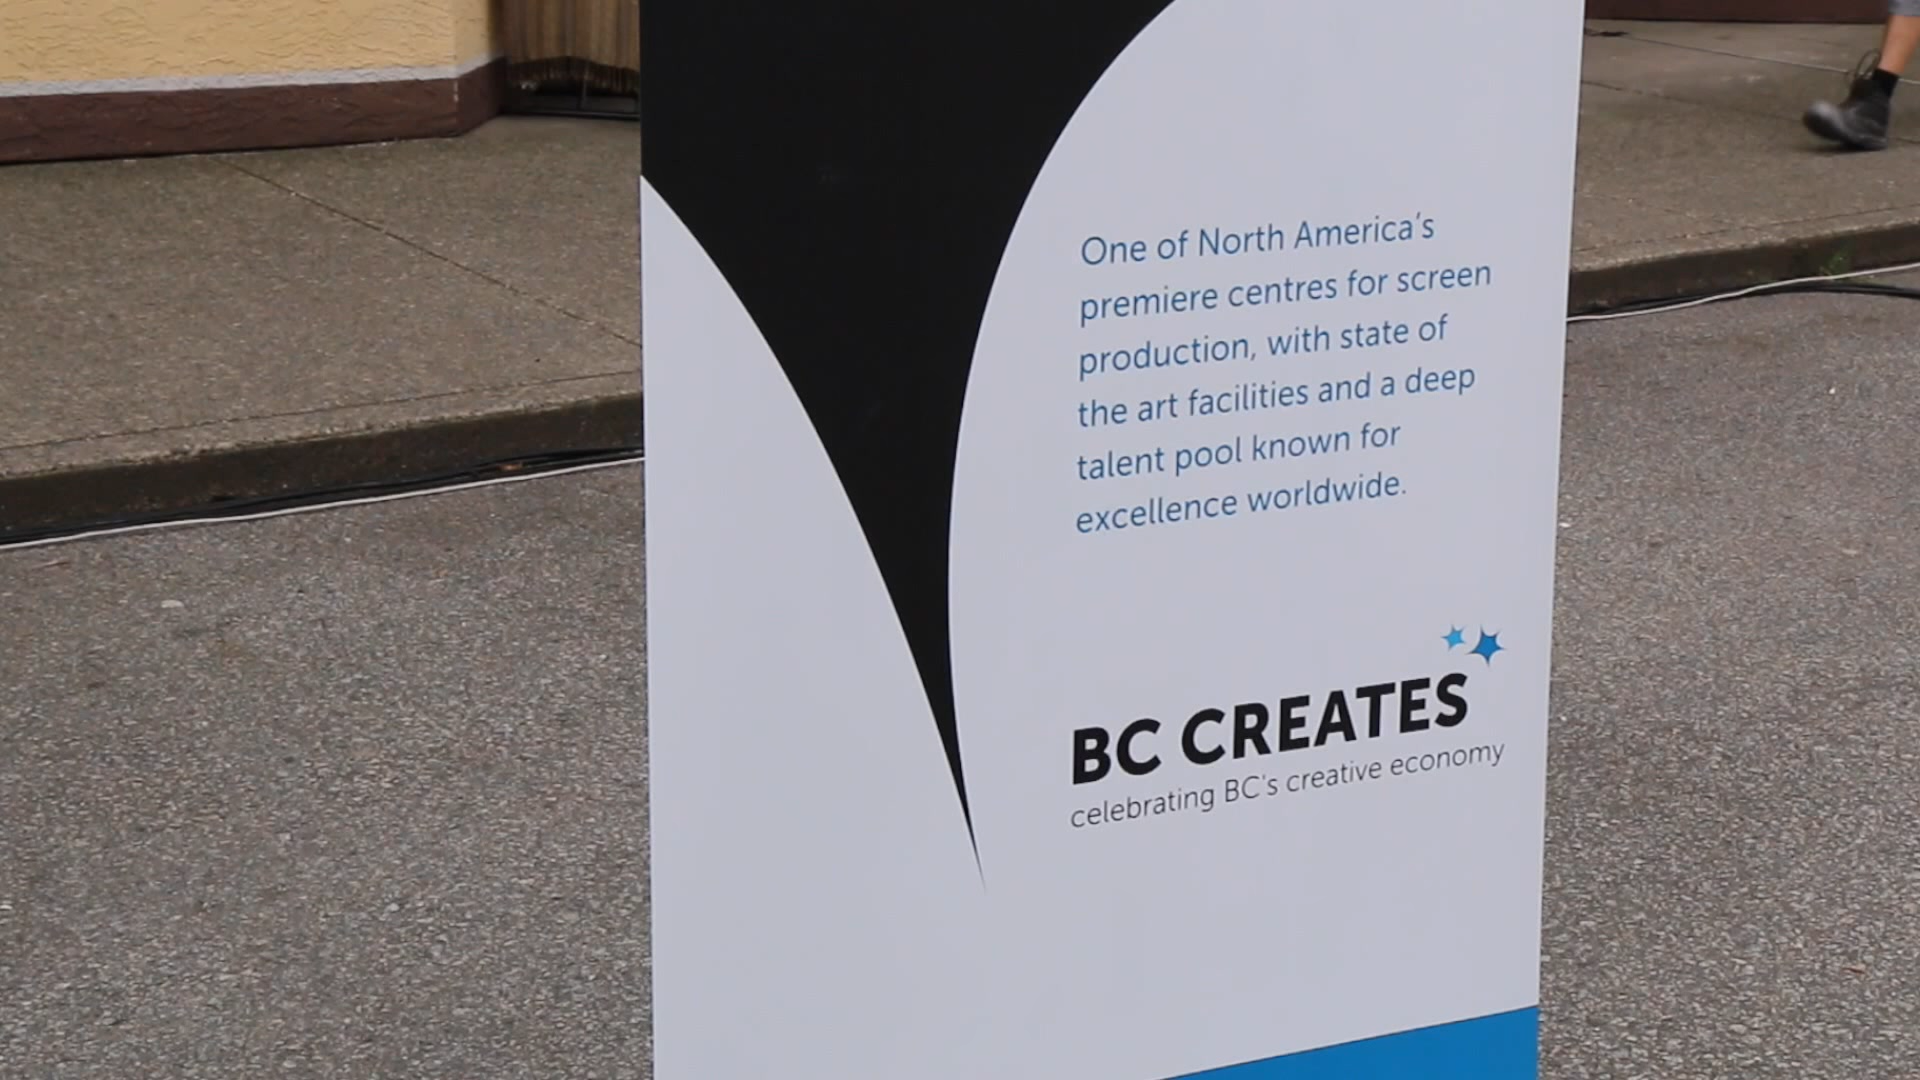 One of North America's
premiere centres for screen
production, with state of
the art facilities and a deep
talent pool known for
excellence worldwide.
BC CREATES
celebrating BC's creative economy